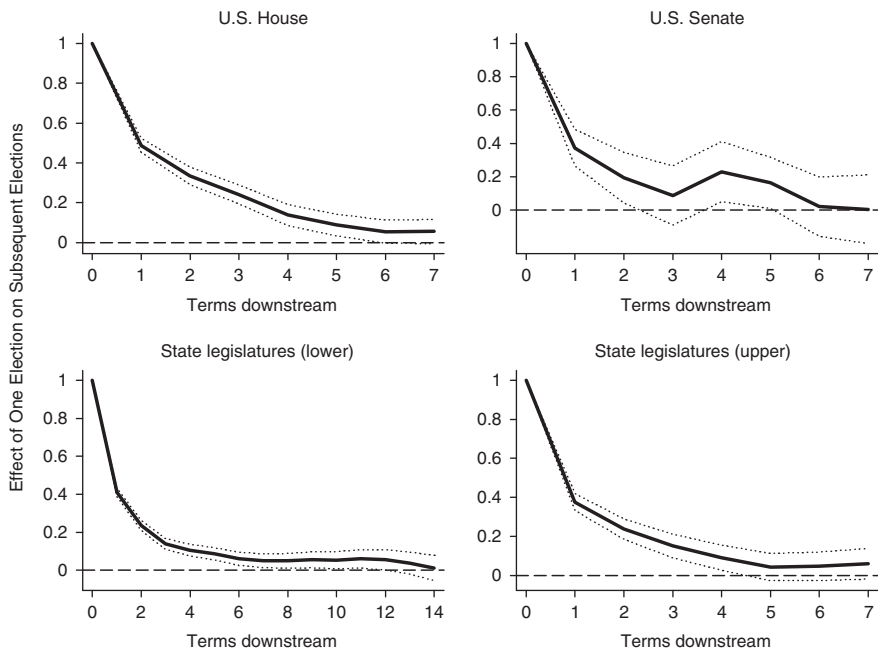 U.S. House
U.S. Senate
Effect of One Election on Subsequent Elections
1
0.8
0.6
0.4
0.2
0
0 1 2 3 4 5 6 7
Terms downstream
1
0.8
0.6
0.4
0.2
0
0 1 2 3 4 5 6 7
Terms downstream
State legislatures (lower)
State legislatures (upper)
1
0.8
0.6
0.4
0.2
0
0 2 4 6 8 10 12 14
Terms downstream
1
0.8
0.6
0.4
0.2
0
0 1 2 3 4 5 6 7
Terms downstream